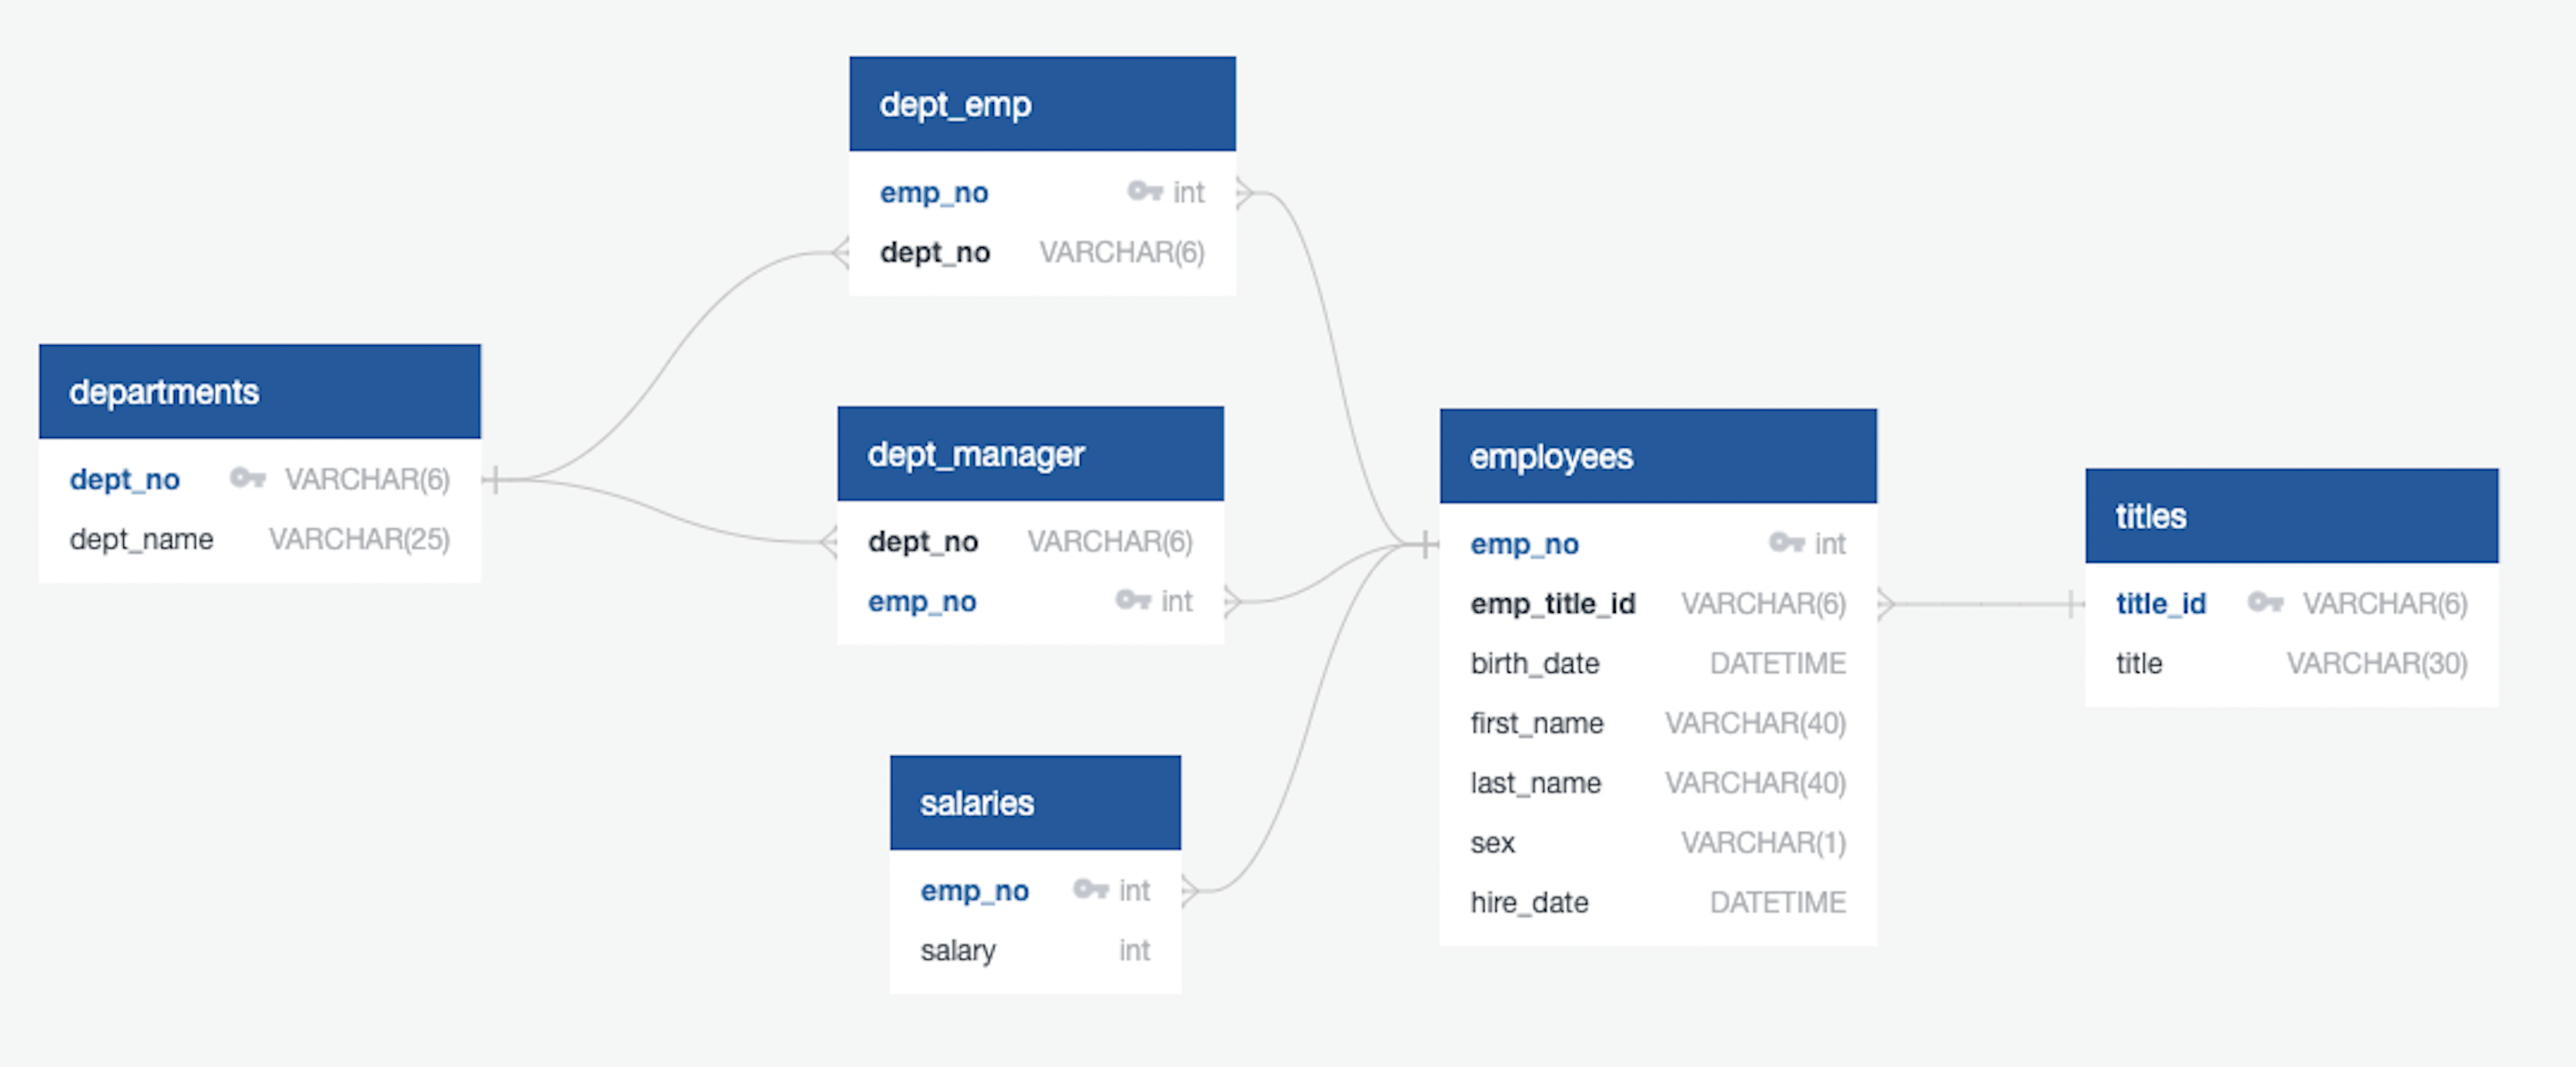 dept_emp
emp_no int
dept_no VARCHAR(6)
departments
dept_no VARCHAR(6)
dept_name VARCHAR(25)
dept_manager
dept_no VARCHAR(6)
emp_no int
salaries
emp_no int
salary int
employees
emp_no int
emp_title_id VARCHAR(6)
birth_date DATETIME
first_name VARCHAR(40)
last_name VARCHAR(40)
sex VARCHAR(1)
hire_date DATETIME
titles
title_id VARCHAR(6)
title VARCHAR(30)